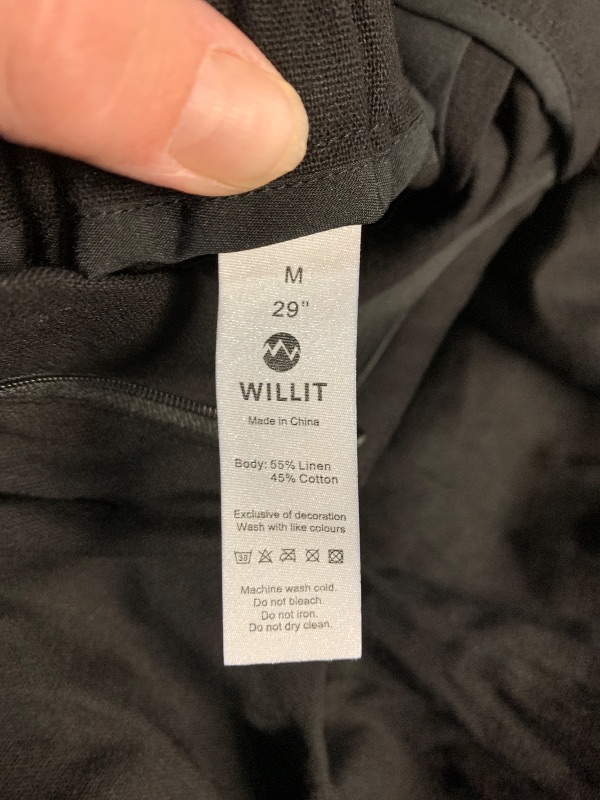 M
29"
WILLIT
Made in China
Body: 55% Linen
45% Cotton
Exclusive of decoration
Wash with like colours
30
Machine wash cold.
Do not bleach.
Do not iron.
Do not dry clean.